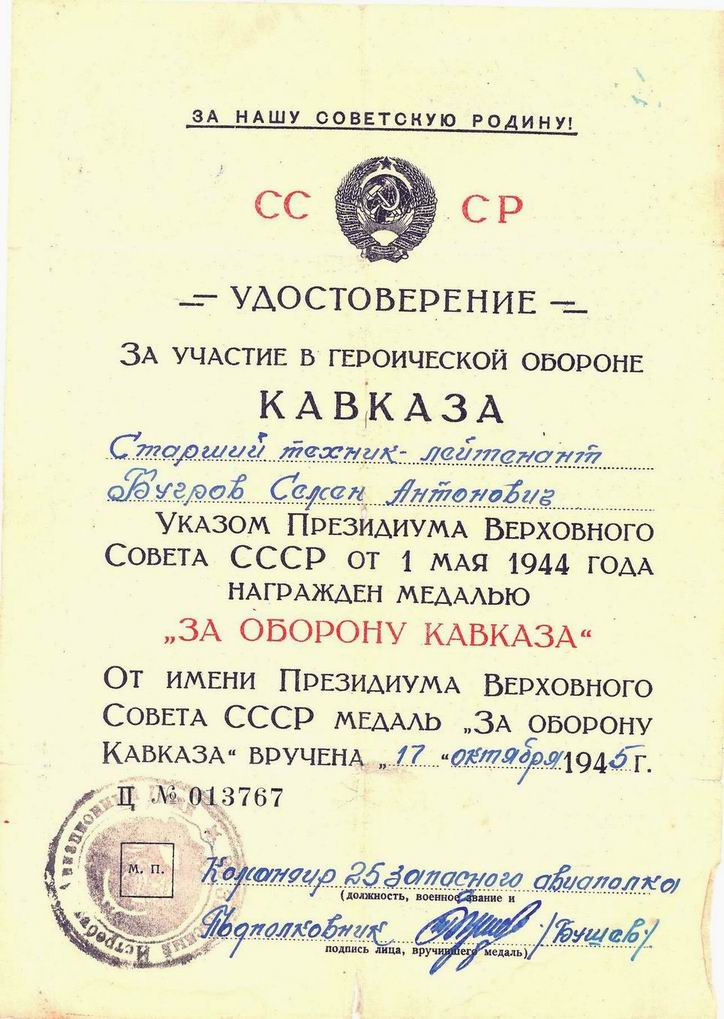 ЗА НАШУ СОВЕТСКУЮ РОДИНУ!
СС СР
УДОСТОВЕРЕНИЕ
ЗА УЧАСТИЕ В ГЕРОИЧЕСКОЙ ОБОРОНЕ
КАВКАЗА
Старший техник-лейтенант
Бугров Семен Антонович
УКАЗОМ ПРЕЗИДИУМА ВЕРХОВНОГО
СОВЕТА СССР ОТ 1 МАЯ 1944 ГОДА
НАГРАЖДЕН МЕДАЛЬЮ
„ЗА ОБОРОНУ КАВКАЗА“
ОТ ИМЕНИ ПРЕЗИДИУМА ВЕРХОВНОГО
СОВЕТА СССР МЕДАЛЬ „ЗА ОБОРОНУ
КАВКАЗА“ ВРУЧЕНА „17 “ октября 1945 г.
Ц № 013767
М. П.
Командир 25 запасного авиаполка
(должность, военное звание и
Подполковник /Бущев/
подпись лица, вручившего медаль)